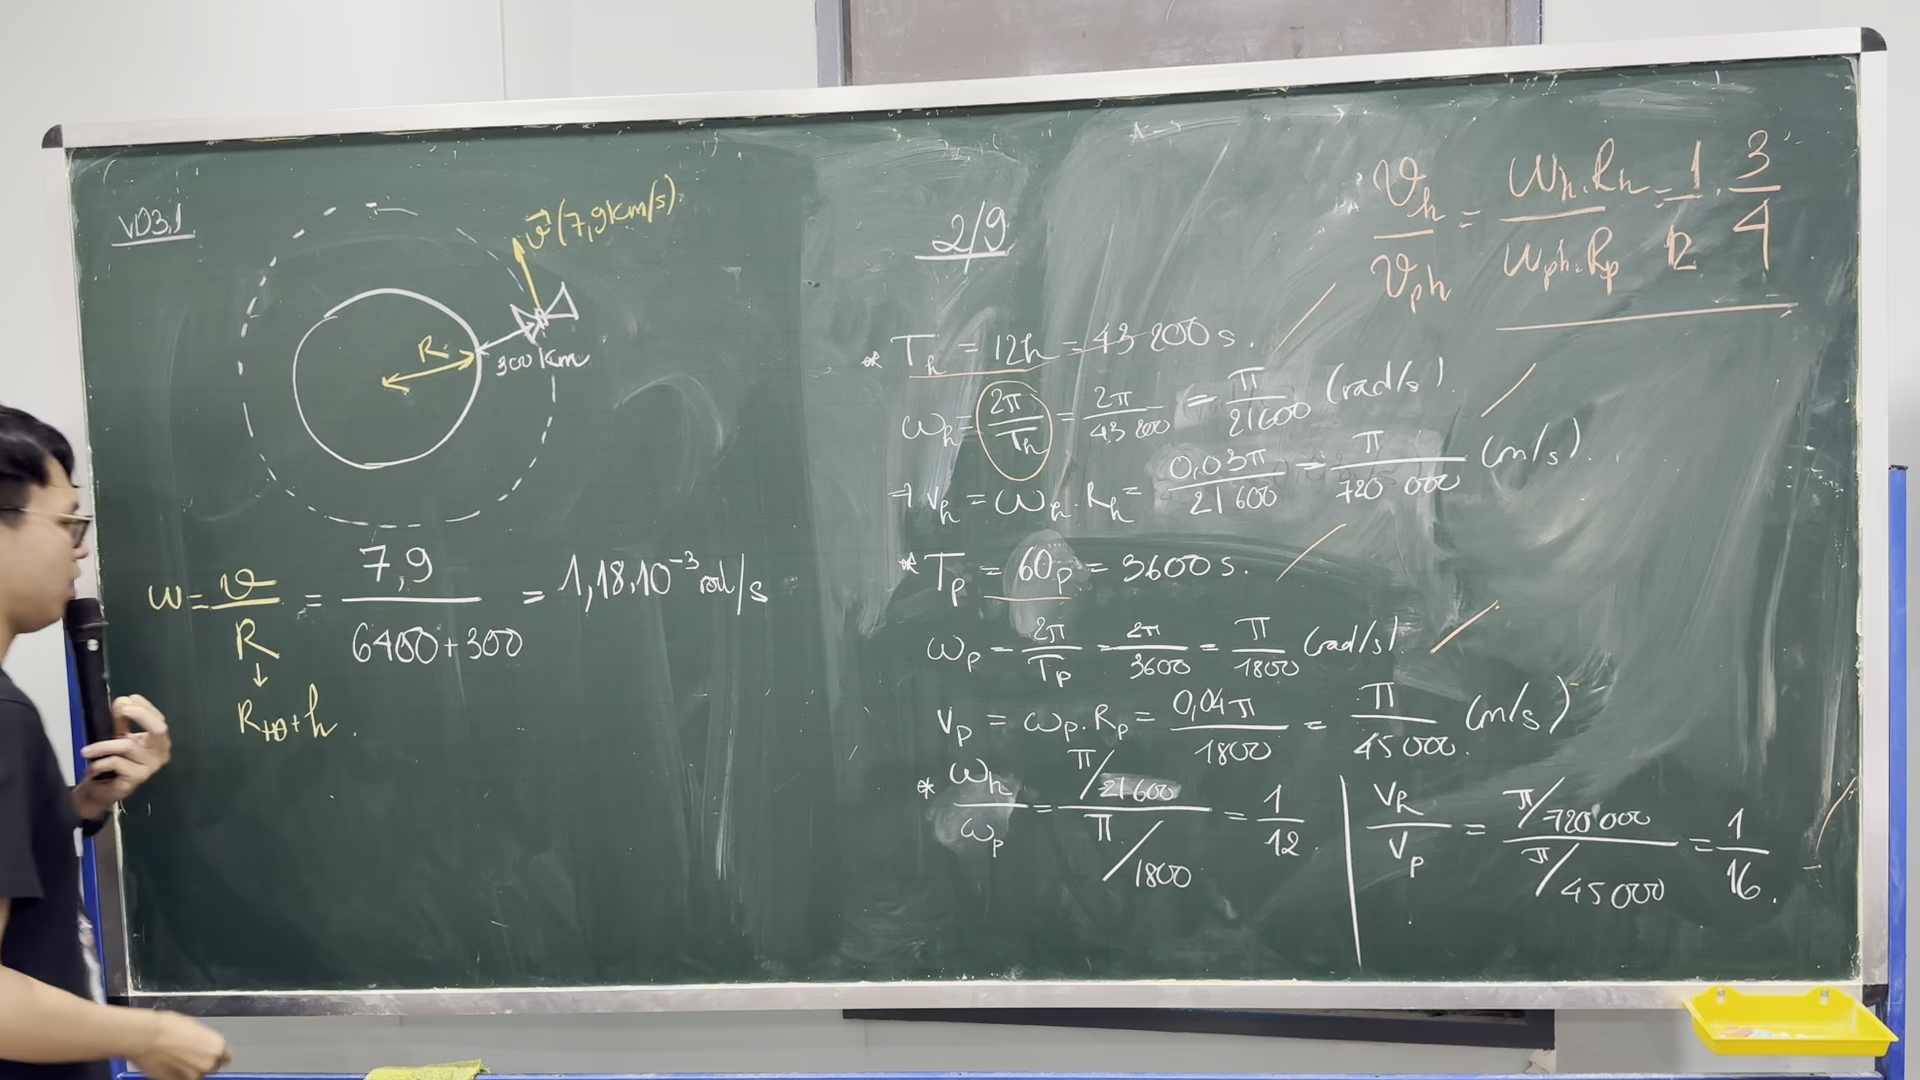 VD3.1
v⃗ (7,9km/s)
R
300 km
ω = v/R = 7,9/(6400+300) = 1,18.10⁻³ rad/s
↓
R_TĐ + h.
2/9
v_h/v_ph = ω_h.R_h/ω_ph.R_p = 1/12 . 3/4
* T_h = 12h = 43 200 s.
ω_h = 2π/T_h = 2π/43 200 = π/21600 (rad/s).
→ v_h = ω_h.R_h = 0,03π/21 600 = π/720 000 (m/s).
* T_p = 60p = 3600 s.
ω_p = 2π/T_p = 2π/3600 = π/1800 (rad/s).
v_p = ω_p.R_p = 0,04π/1800 = π/45 000 (m/s)
* ω_h/ω_p = (π/21 600)/(π/1800) = 1/12.
v_h/v_p = (π/720 000)/(π/45 000) = 1/16.